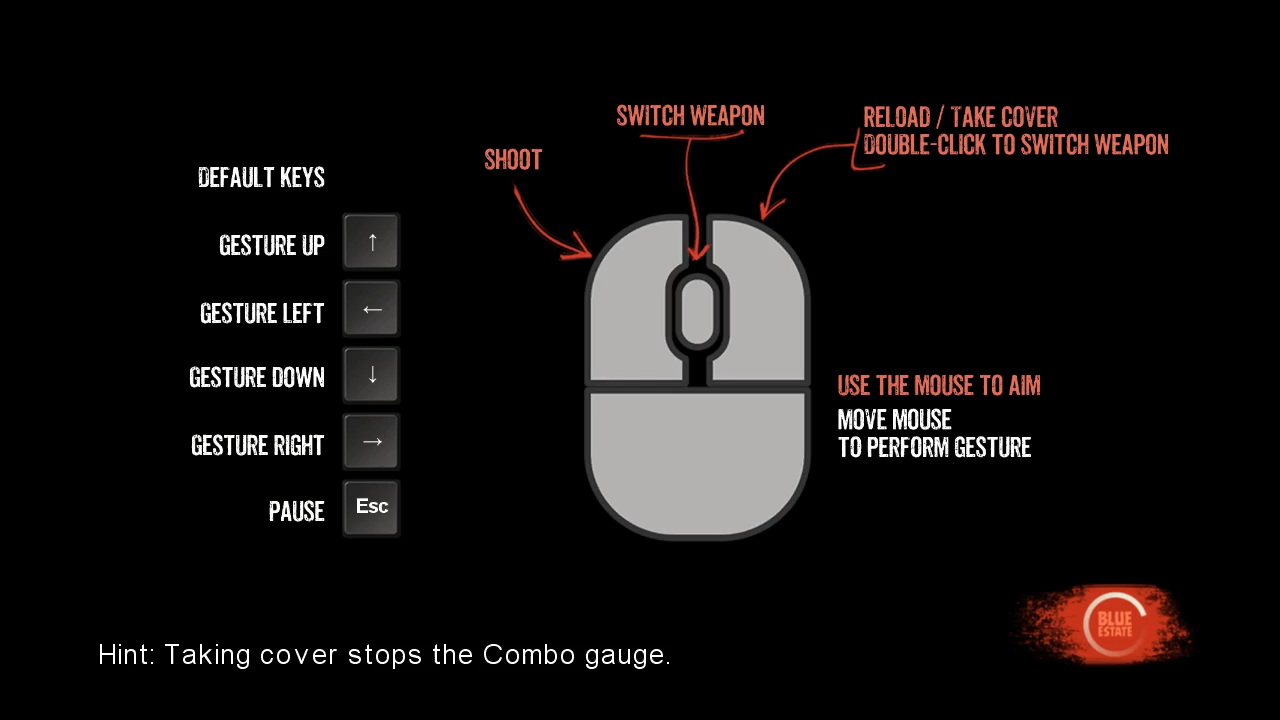 SWITCH WEAPON
RELOAD / TAKE COVER
DOUBLE-CLICK TO SWITCH WEAPON
SHOOT
DEFAULT KEYS
GESTURE UP ↑
GESTURE LEFT ←
GESTURE DOWN ↓
GESTURE RIGHT →
PAUSE Esc
USE THE MOUSE TO AIM
MOVE MOUSE
TO PERFORM GESTURE
BLUE
ESTATE
Hint: Taking cover stops the Combo gauge.